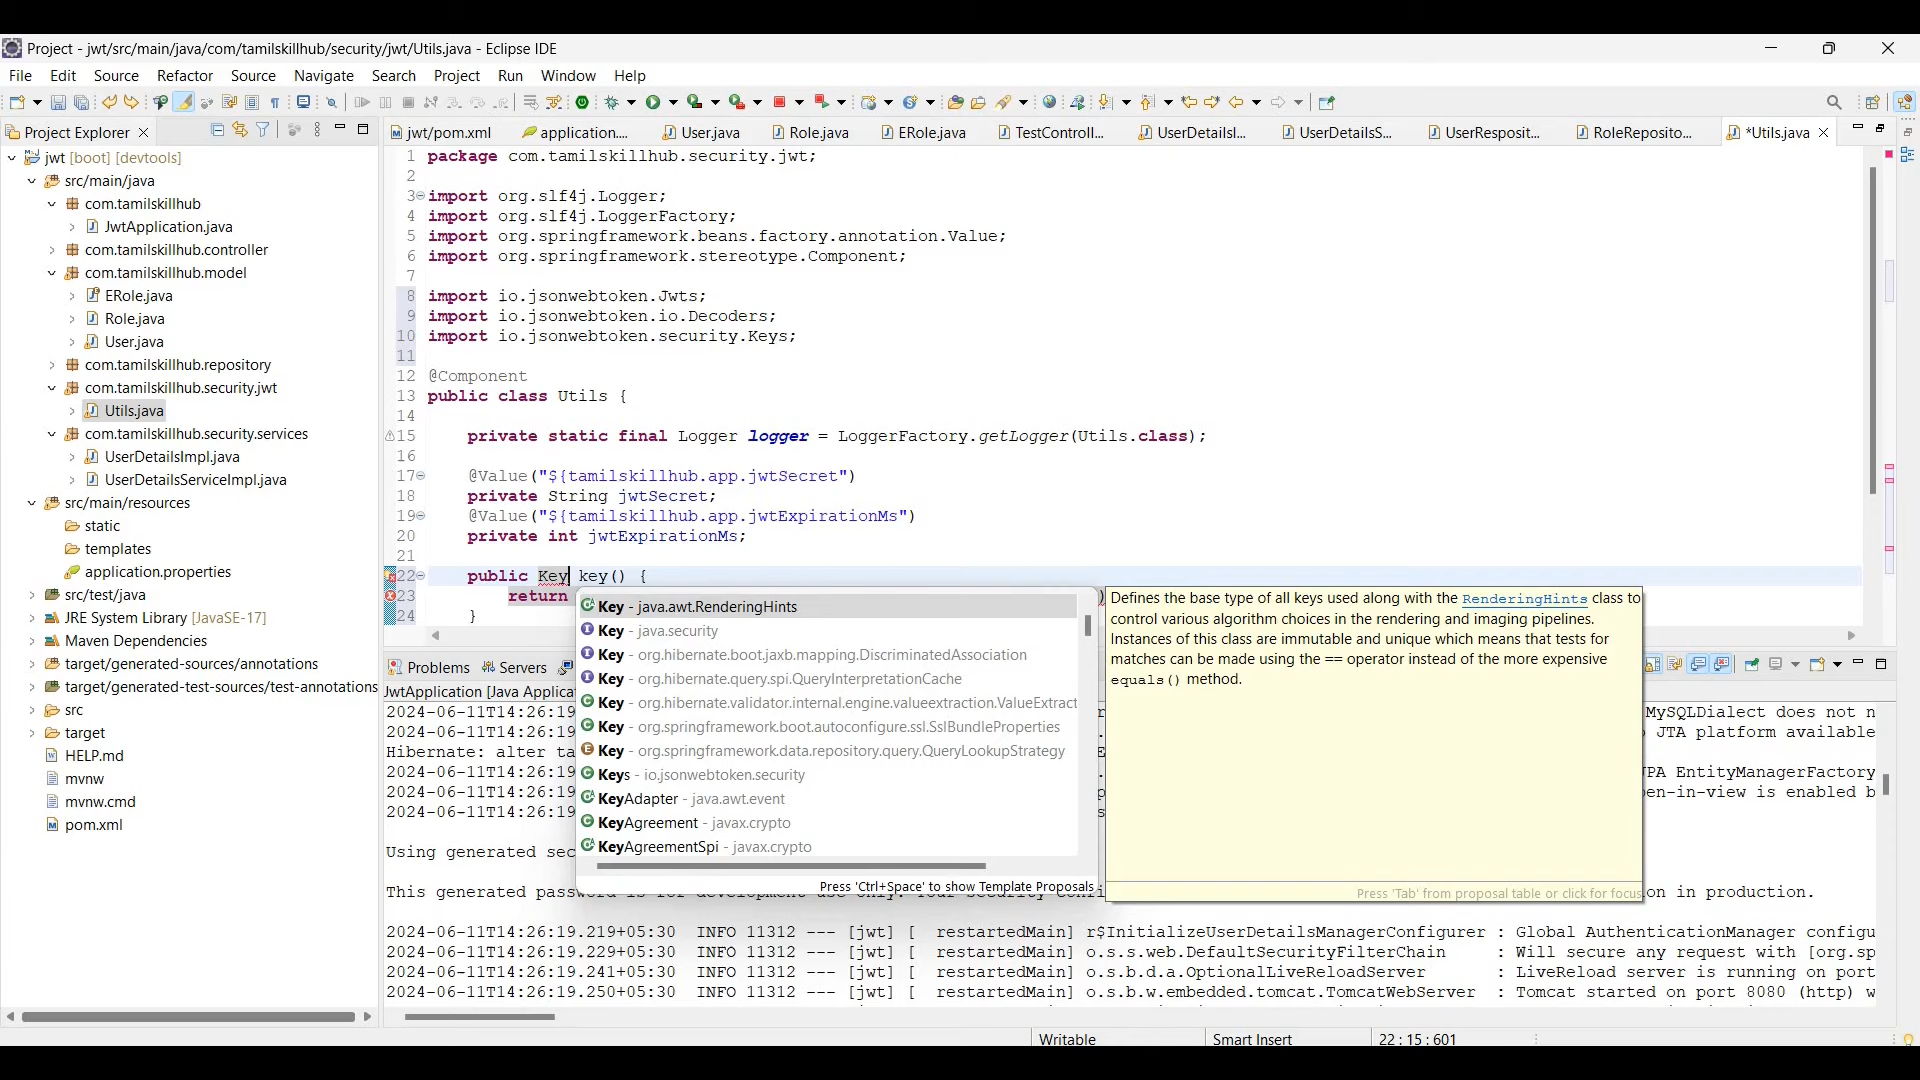 Project - jwt/src/main/java/com/tamilskillhub/security/jwt/Utils.java - Eclipse IDE
File Edit Source Refactor Source Navigate Search Project Run Window Help
Project Explorer
jwt/pom.xml application.... User.java Role.java ERole.java TestControll... UserDetailsI... UserDetailsS... UserResposit... RoleReposito... *Utils.java
jwt [boot] [devtools]
src/main/java
com.tamilskillhub
JwtApplication.java
com.tamilskillhub.controller
com.tamilskillhub.model
ERole.java
Role.java
User.java
com.tamilskillhub.repository
com.tamilskillhub.security.jwt
Utils.java
com.tamilskillhub.security.services
UserDetailsImpl.java
UserDetailsServiceImpl.java
src/main/resources
static
templates
application.properties
src/test/java
JRE System Library [JavaSE-17]
Maven Dependencies
target/generated-sources/annotations
target/generated-test-sources/test-annotations
src
target
HELP.md
mvnw
mvnw.cmd
pom.xml
1 package com.tamilskillhub.security.jwt;
2
3 import org.slf4j.Logger;
4 import org.slf4j.LoggerFactory;
5 import org.springframework.beans.factory.annotation.Value;
6 import org.springframework.stereotype.Component;
7
8 import io.jsonwebtoken.Jwts;
9 import io.jsonwebtoken.io.Decoders;
10 import io.jsonwebtoken.security.Keys;
11
12 @Component
13 public class Utils {
14
15 private static final Logger logger = LoggerFactory.getLogger(Utils.class);
16
17 @Value("${tamilskillhub.app.jwtSecret")
18 private String jwtSecret;
19 @Value("${tamilskillhub.app.jwtExpirationMs")
20 private int jwtExpirationMs;
21
22 public Key key() {
23 return )
24 }
Key - java.awt.RenderingHints
Key - java.security
Key - org.hibernate.boot.jaxb.mapping.DiscriminatedAssociation
Key - org.hibernate.query.spi.QueryInterpretationCache
Key - org.hibernate.validator.internal.engine.valueextraction.ValueExtract
Key - org.springframework.boot.autoconfigure.ssl.SslBundleProperties
Key - org.springframework.data.repository.query.QueryLookupStrategy
Keys - io.jsonwebtoken.security
KeyAdapter - java.awt.event
KeyAgreement - javax.crypto
KeyAgreementSpi - javax.crypto
Press 'Ctrl+Space' to show Template Proposals
Defines the base type of all keys used along with the RenderingHints class to
control various algorithm choices in the rendering and imaging pipelines.
Instances of this class are immutable and unique which means that tests for
matches can be made using the == operator instead of the more expensive
equals() method.
Press 'Tab' from proposal table or click for focus
Problems Servers
JwtApplication [Java Applicat
2024-06-11T14:26:19 MySQLDialect does not n
2024-06-11T14:26:19 JTA platform available
Hibernate: alter ta
2024-06-11T14:26:19 PA EntityManagerFactory
2024-06-11T14:26:19 en-in-view is enabled b
2024-06-11T14:26:19
Using generated sec
This generated password is for development use only. Your security confi on in production.
2024-06-11T14:26:19.219+05:30 INFO 11312 --- [jwt] [ restartedMain] r$InitializeUserDetailsManagerConfigurer : Global AuthenticationManager configu
2024-06-11T14:26:19.229+05:30 INFO 11312 --- [jwt] [ restartedMain] o.s.s.web.DefaultSecurityFilterChain : Will secure any request with [org.sp
2024-06-11T14:26:19.241+05:30 INFO 11312 --- [jwt] [ restartedMain] o.s.b.d.a.OptionalLiveReloadServer : LiveReload server is running on port
2024-06-11T14:26:19.250+05:30 INFO 11312 --- [jwt] [ restartedMain] o.s.b.w.embedded.tomcat.TomcatWebServer : Tomcat started on port 8080 (http) w
Writable Smart Insert 22 : 15 : 601